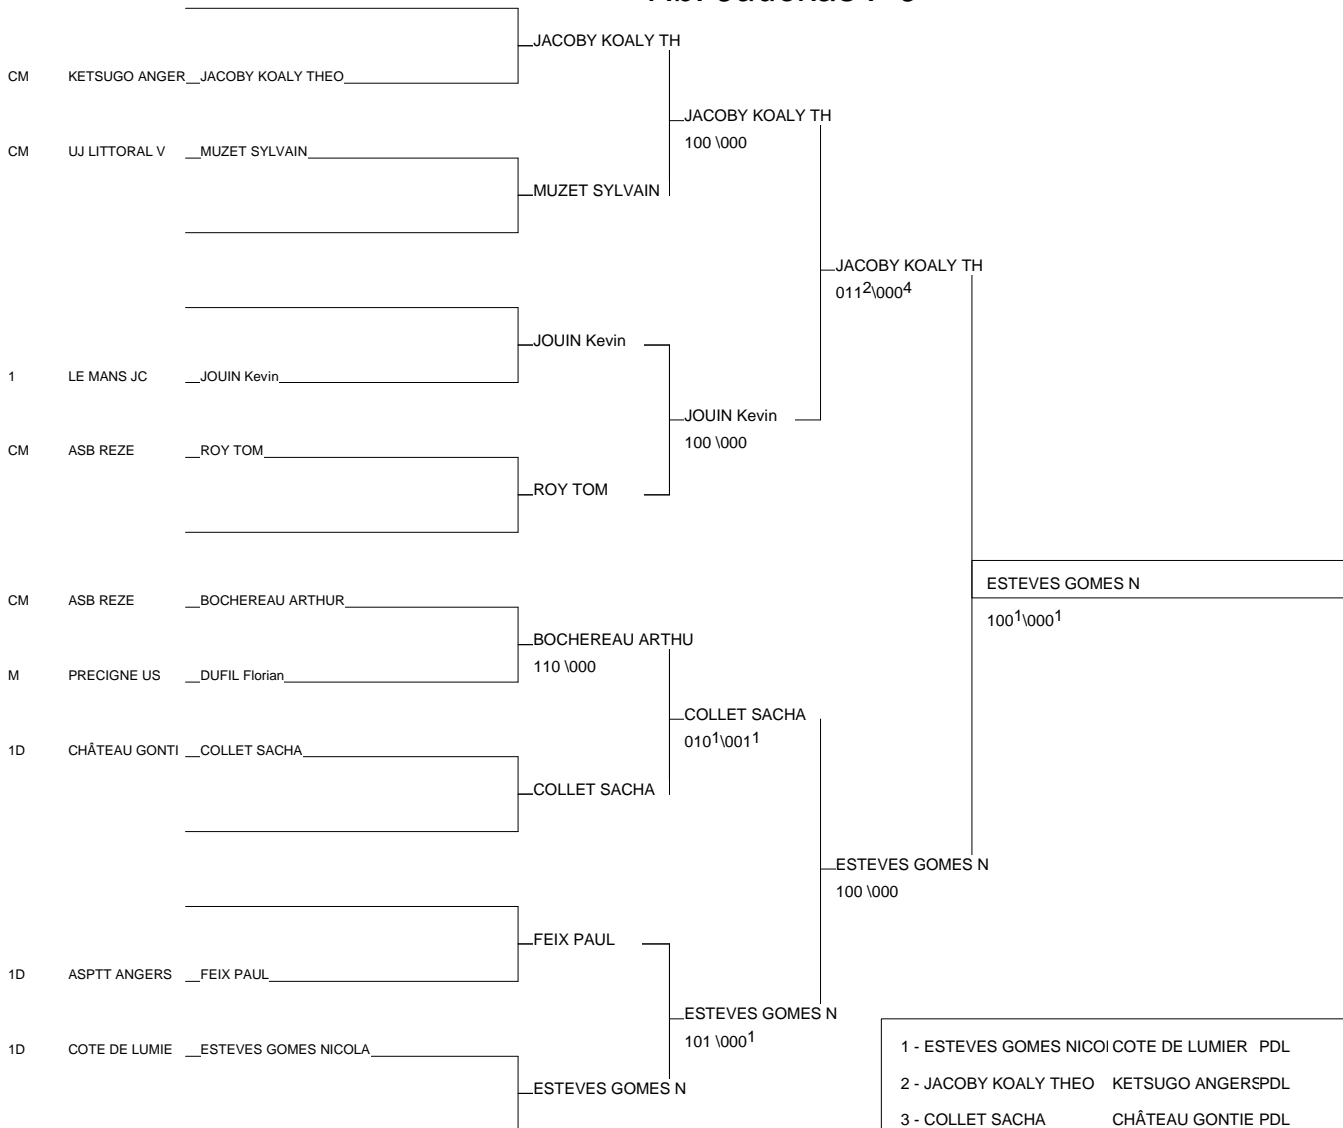 JACOBY KOALY TH
CM KETSUGO ANGER JACOBY KOALY THEO
JACOBY KOALY TH
100 \000
CM UJ LITTORAL V MUZET SYLVAIN
MUZET SYLVAIN
JACOBY KOALY TH
011²\000⁴
JOUIN Kevin
1 LE MANS JC JOUIN Kevin
JOUIN Kevin
100 \000
CM ASB REZE ROY TOM
ROY TOM
ESTEVES GOMES N
100¹\000¹
CM ASB REZE BOCHEREAU ARTHUR
BOCHEREAU ARTHU
110 \000
M PRECIGNE US DUFIL Florian
COLLET SACHA
010¹\001¹
1D CHÂTEAU GONTI COLLET SACHA
COLLET SACHA
ESTEVES GOMES N
100 \000
FEIX PAUL
1D ASPTT ANGERS FEIX PAUL
ESTEVES GOMES N
101 \000¹
1D COTE DE LUMIE ESTEVES GOMES NICOLA
ESTEVES GOMES N
1 - ESTEVES GOMES NICOL COTE DE LUMIER PDL
2 - JACOBY KOALY THEO KETSUGO ANGERS PDL
3 - COLLET SACHA CHÂTEAU GONTIE PDL